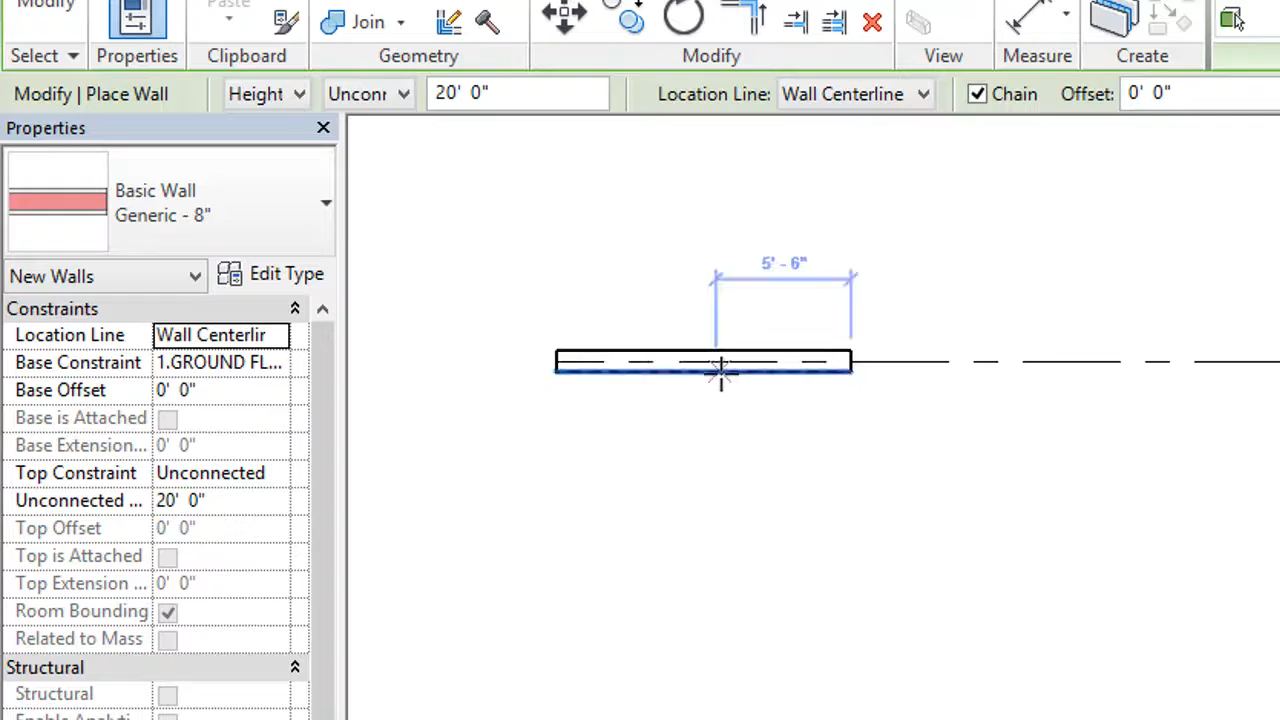 Modify
Paste
Join
Select
Properties
Clipboard
Geometry
Modify
View
Measure
Create
Modify | Place Wall
Height
Unconr
20' 0"
Location Line:
Wall Centerline
Chain
Offset:
0' 0"
Properties
Basic Wall
Generic - 8"
New Walls
Edit Type
Constraints
Location Line
Wall Centerlir
Base Constraint
1.GROUND FL...
Base Offset
0' 0"
Base is Attached
Base Extension...
0' 0"
Top Constraint
Unconnected
Unconnected ...
20' 0"
Top Offset
0' 0"
Top is Attached
Top Extension ...
0' 0"
Room Bounding
Related to Mass
Structural
Structural
5' - 6"